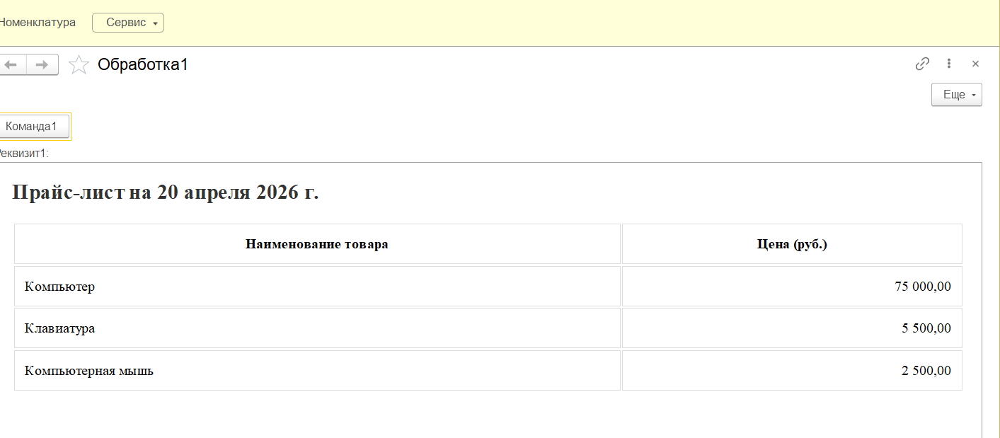 Номенклатура Сервис
Обработка1
Еще
Команда1
Реквизит1:
Прайс-лист на 20 апреля 2026 г.
Наименование товара Цена (руб.)
Компьютер 75 000,00
Клавиатура 5 500,00
Компьютерная мышь 2 500,00